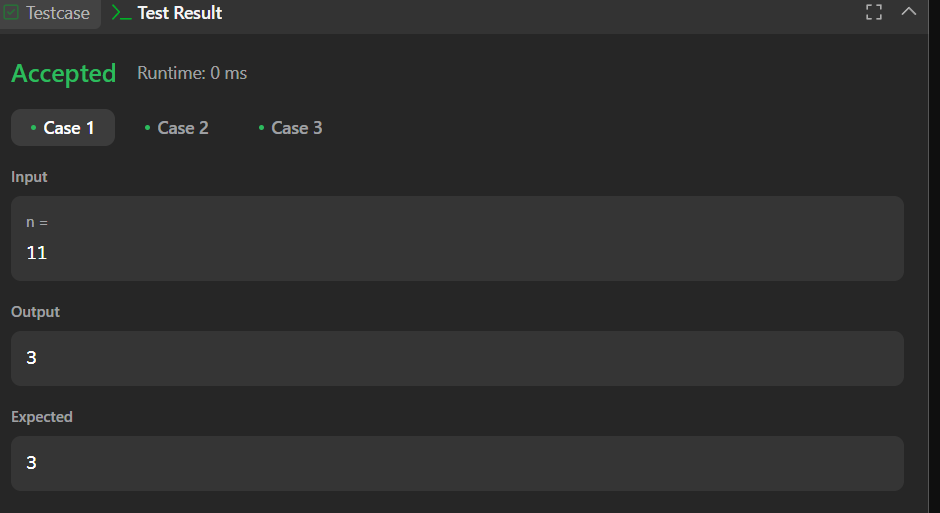 Testcase >_ Test Result
Accepted Runtime: 0 ms
• Case 1 • Case 2 • Case 3
Input
n =
11
Output
3
Expected
3